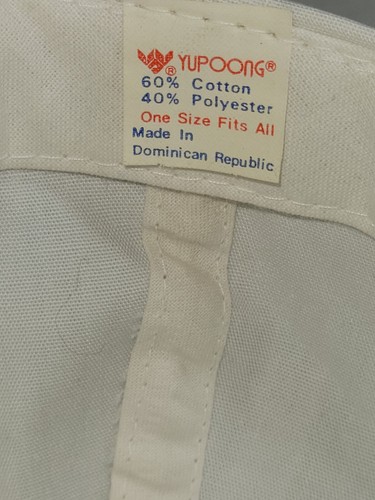 YUPOONG®
®
60% Cotton
40% Polyester
One Size Fits All
Made In
Dominican Republic